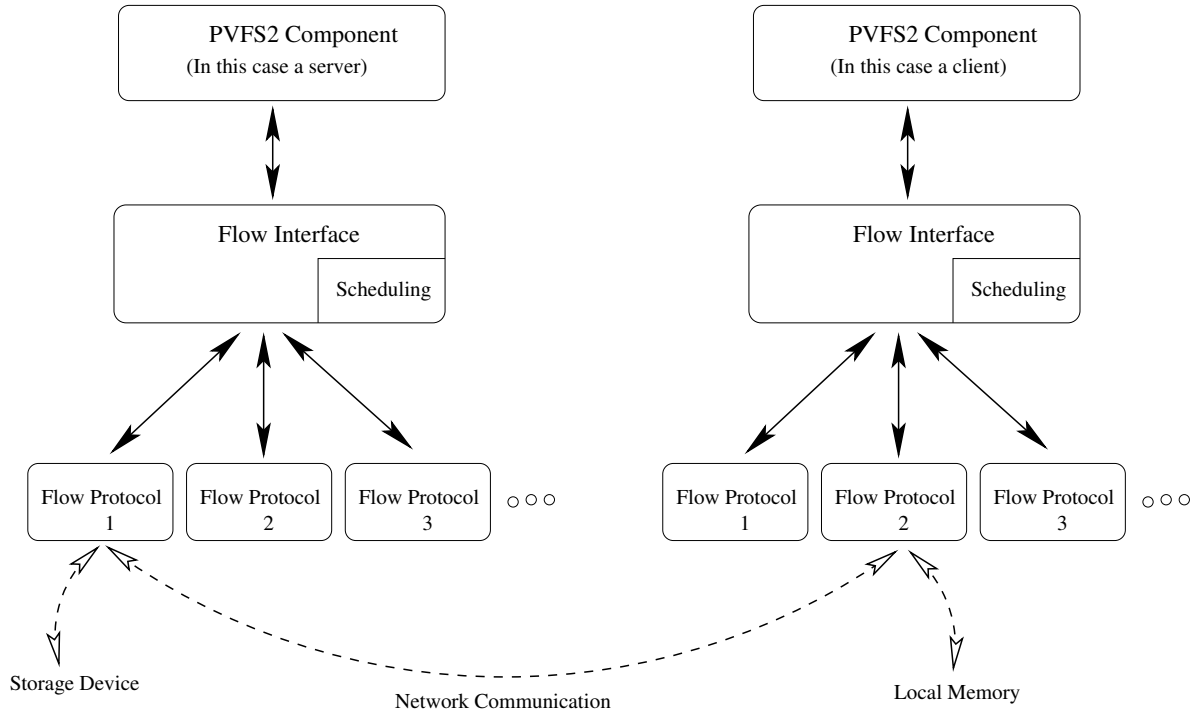 PVFS2 Component
(In this case a server)
Flow Interface
Scheduling
Flow Protocol
1
Flow Protocol
2
Flow Protocol
3
Storage Device
Network Communication
PVFS2 Component
(In this case a client)
Flow Interface
Scheduling
Flow Protocol
1
Flow Protocol
2
Flow Protocol
3
Local Memory